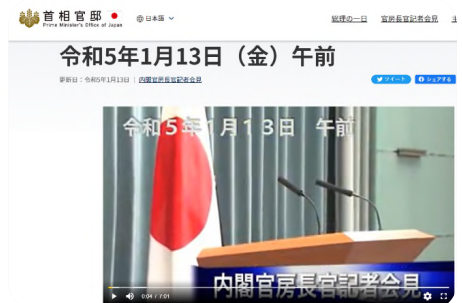 首相官邸
Prime Minister's Office of Japan
日本語
総理の一日 官房長官記者会見
令和5年1月13日（金）午前
更新日：令和5年1月13日 | 内閣官房長官記者会見
ツイート シェアする
令和5年1月13日 午前
内閣官房長官記者会見
0:04 / 7:01